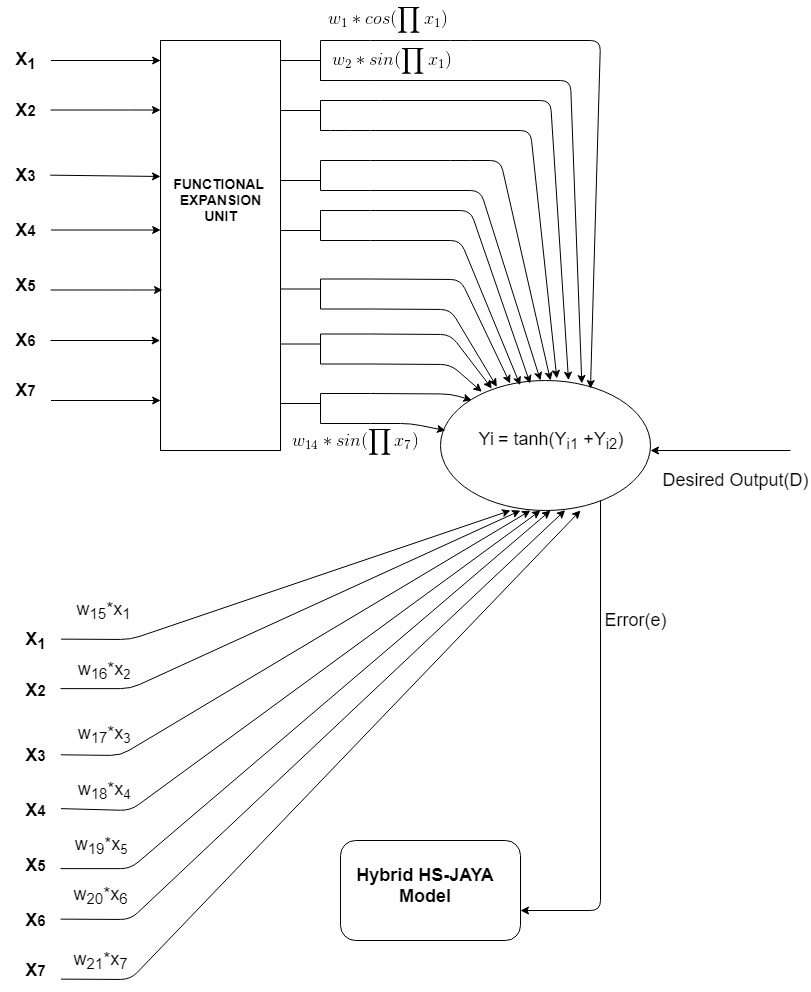 w₁ * cos(∏ x₁)
X₁
w₂ * sin(∏ x₁)
X2
X3
FUNCTIONAL
EXPANSION
UNIT
X4
X5
X6
X7
w₁₄ * sin(∏ x₇)
Yi = tanh(Yᵢ₁ +Yᵢ₂)
Desired Output(D)
w₁₅*x₁
Error(e)
X₁
w₁₆*x₂
X2
w₁₇*x₃
X3
w₁₈*x₄
X4
w₁₉*x₅
X5
Hybrid HS-JAYA
Model
w₂₀*x₆
X6
w₂₁*x₇
X7